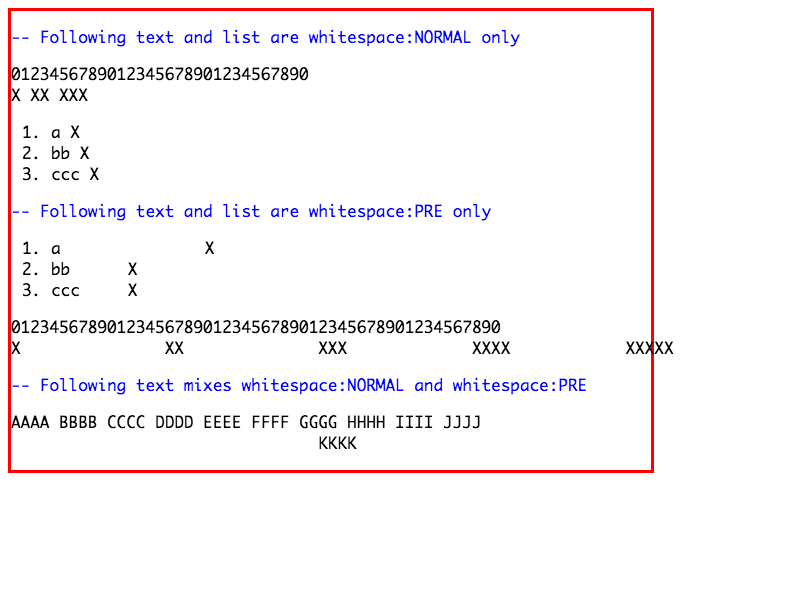 -- Following text and list are whitespace:NORMAL only
0123456789012345678901234567890
X XX XXX
1. a X
2. bb X
3. ccc X
-- Following text and list are whitespace:PRE only
1. a               X
2. bb      X
3. ccc     X
012345678901234567890123456789012345678901234567890
X               XX              XXX             XXXX            XXXXX
-- Following text mixes whitespace:NORMAL and whitespace:PRE
AAAA BBBB CCCC DDDD EEEE FFFF GGGG HHHH IIII JJJJ
                                KKKK